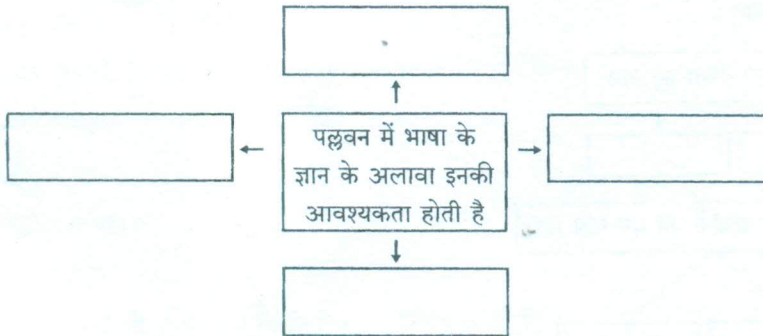 पल्लवन में भाषा के
ज्ञान के अलावा इनकी
आवश्यकता होती है